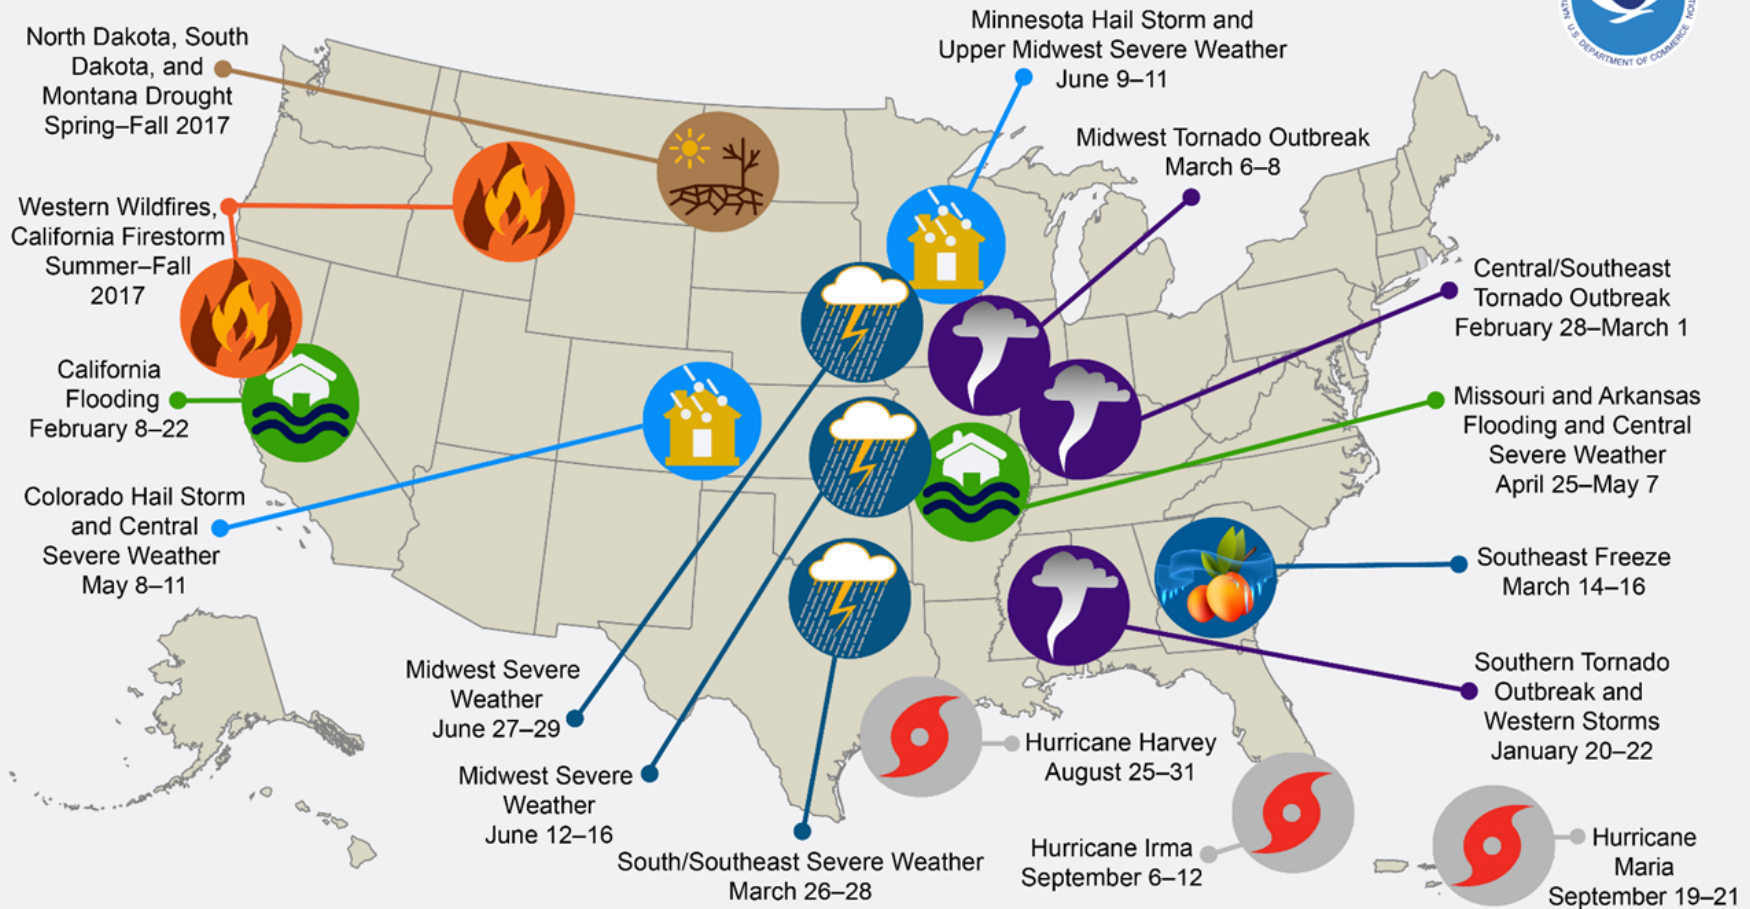 North Dakota, South
Dakota, and
Montana Drought
Spring–Fall 2017
Western Wildfires,
California Firestorm
Summer–Fall
2017
California
Flooding
February 8–22
Colorado Hail Storm
and Central
Severe Weather
May 8–11
Midwest Severe
Weather
June 27–29
Midwest Severe
Weather
June 12–16
South/Southeast Severe Weather
March 26–28
Minnesota Hail Storm and
Upper Midwest Severe Weather
June 9–11
Midwest Tornado Outbreak
March 6–8
Central/Southeast
Tornado Outbreak
February 28–March 1
Missouri and Arkansas
Flooding and Central
Severe Weather
April 25–May 7
Southeast Freeze
March 14–16
Southern Tornado
Outbreak and
Western Storms
January 20–22
Hurricane Harvey
August 25–31
Hurricane Irma
September 6–12
Hurricane
Maria
September 19–21
U.S. DEPARTMENT OF COMMERCE